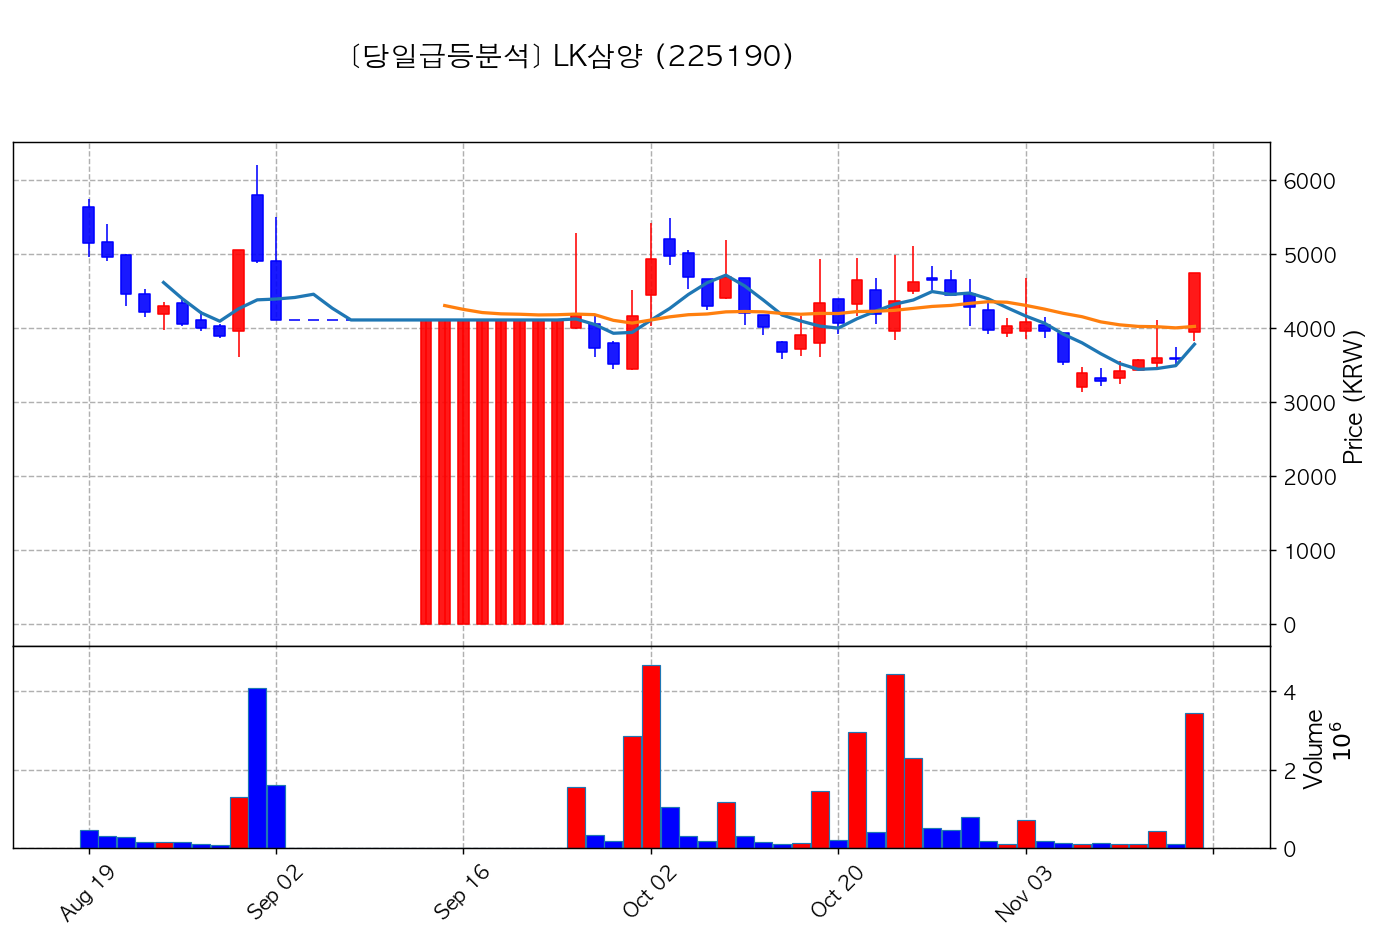 [당일급등분석] LK삼양 (225190)
6000
5000
4000
3000
2000
1000
0
Price (KRW)
4
2
0
Volume
10⁶
Aug 19
Sep 02
Sep 16
Oct 02
Oct 20
Nov 03